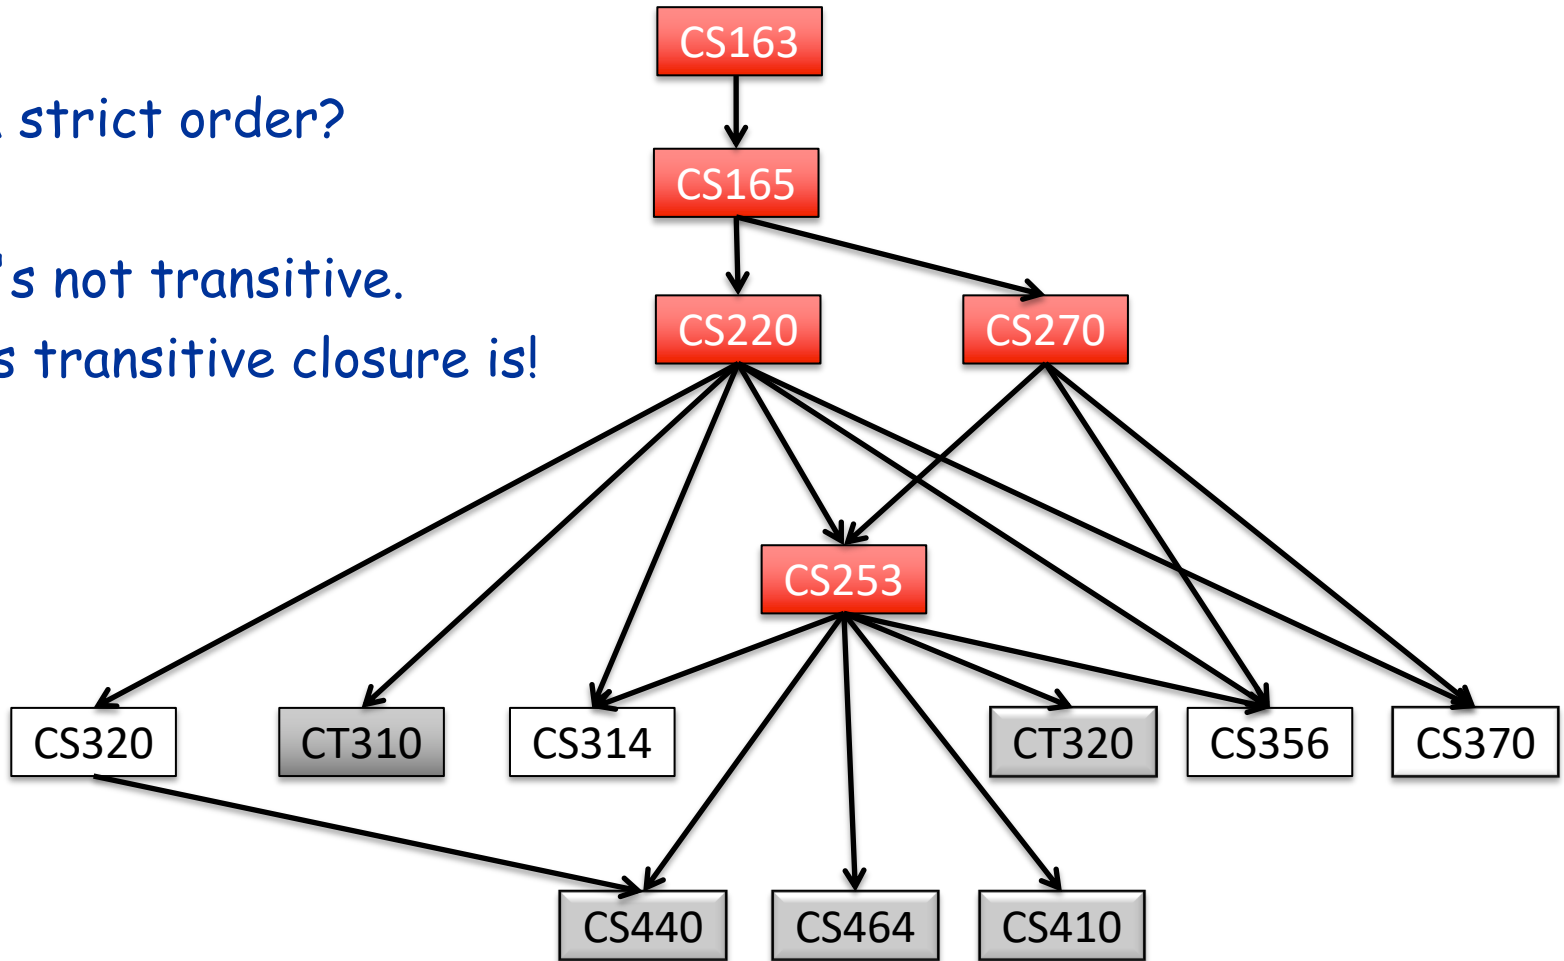 CS163
strict order?
CS165
's not transitive.
CS220 CS270
s transitive closure is!
CS253
CS320 CT310 CS314 CT320 CS356 CS370
CS440 CS464 CS410